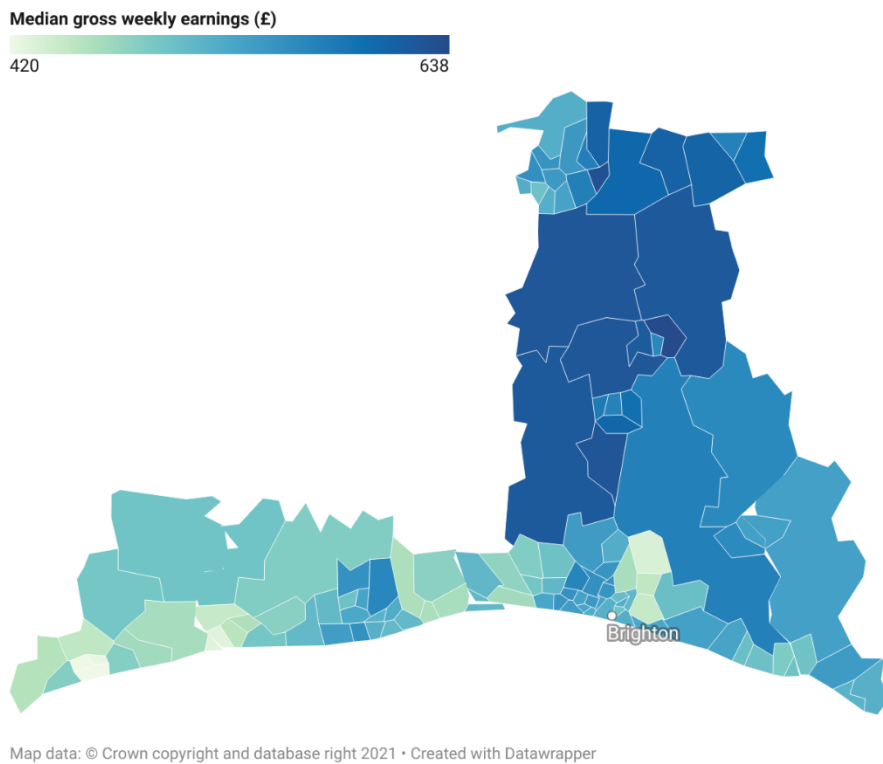 Median gross weekly earnings (£)
420 638
Brighton
Map data: © Crown copyright and database right 2021 • Created with Datawrapper